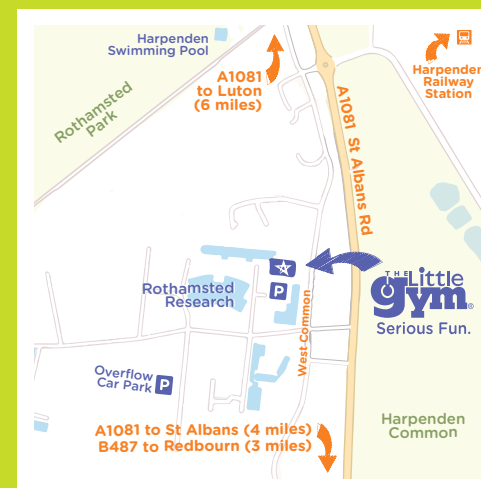 Harpenden
Swimming Pool
A1081
to Luton
(6 miles)
Harpenden
Railway
Station
Rothamsted
Park
A1081 St Albans Rd
THE Little
gym®
Serious Fun.
Rothamsted
Research
P
West Common
Overflow
Car Park P
A1081 to St Albans (4 miles)
B487 to Redbourn (3 miles)
Harpenden
Common